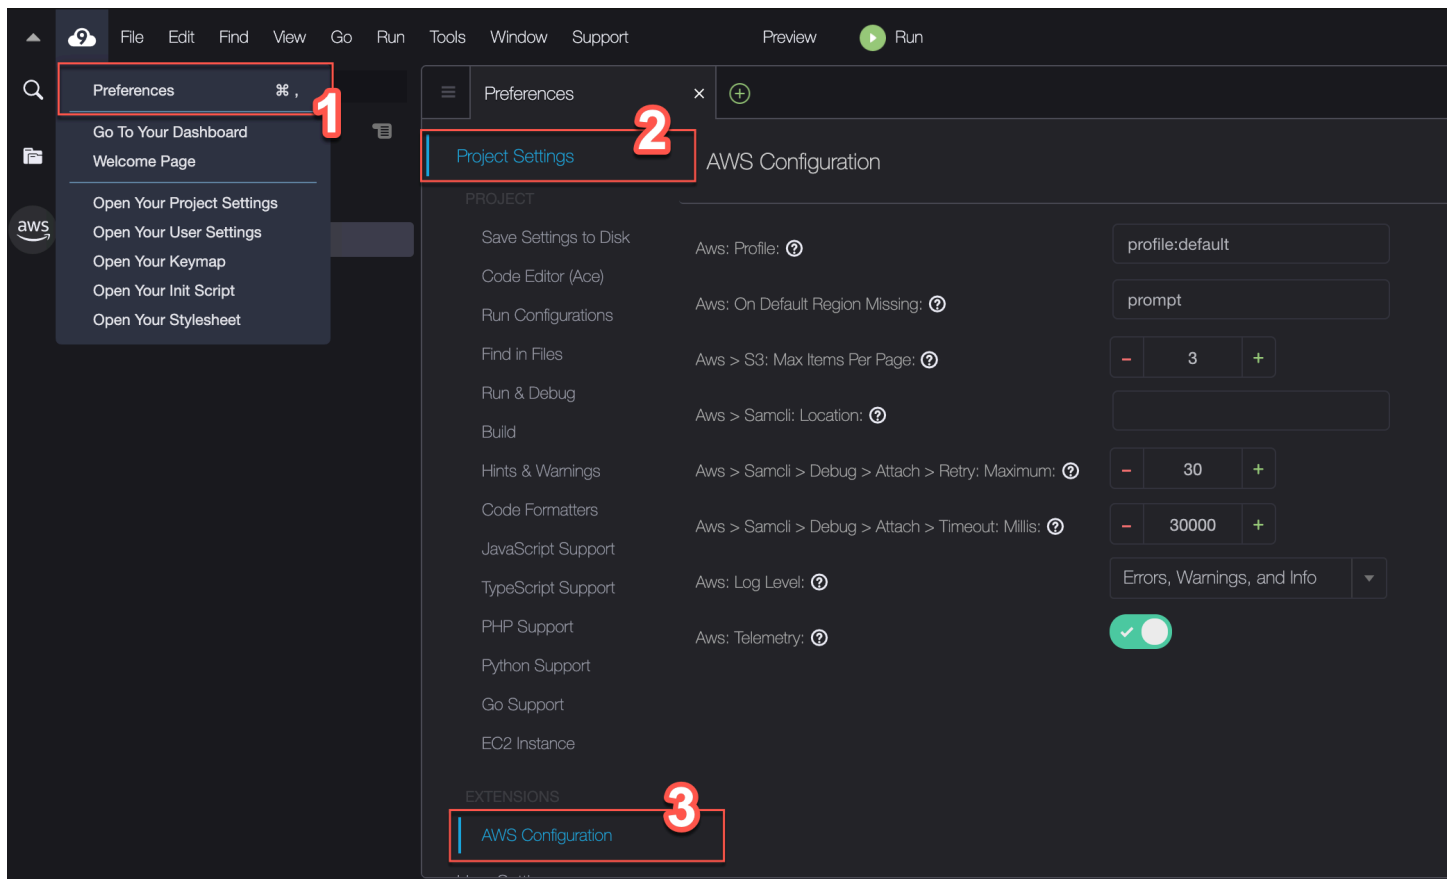 9 File Edit Find View Go Run Tools Window Support Preview Run
Preferences ⌘ ,
1
Go To Your Dashboard
Welcome Page
Open Your Project Settings
Open Your User Settings
Open Your Keymap
Open Your Init Script
Open Your Stylesheet
aws
Preferences
2
Project Settings
PROJECT
Save Settings to Disk
Code Editor (Ace)
Run Configurations
Find in Files
Run & Debug
Build
Hints & Warnings
Code Formatters
JavaScript Support
TypeScript Support
PHP Support
Python Support
Go Support
EC2 Instance
EXTENSIONS
3
AWS Configuration
AWS Configuration
Aws: Profile: ? profile:default
Aws: On Default Region Missing: ? prompt
Aws > S3: Max Items Per Page: ? − 3 +
Aws > Samcli: Location: ?
Aws > Samcli > Debug > Attach > Retry: Maximum: ? − 30 +
Aws > Samcli > Debug > Attach > Timeout: Millis: ? − 30000 +
Aws: Log Level: ? Errors, Warnings, and Info
Aws: Telemetry: ?